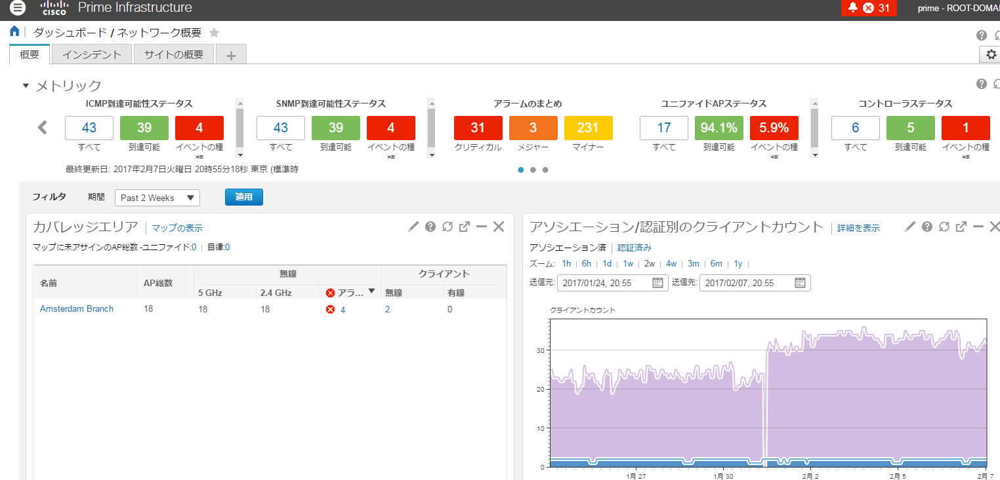 cisco Prime Infrastructure 31 prime - ROOT-DOMAI
ダッシュボード / ネットワーク概要
概要 インシデント サイトの概要 +
メトリック
ICMP到達可能性ステータス SNMP到達可能性ステータス アラームのまとめ ユニファイドAPステータス コントローラステータス
43 39 4 43 39 4 31 3 231 17 94.1% 5.9% 6 5 1
すべて 到達可能 イベントの種類 すべて 到達可能 イベントの種類 クリティカル メジャー マイナー すべて 到達可能 イベントの種類 すべて 到達可能 イベントの種類
最終更新日: 2017年2月7日火曜日 20時55分18秒 東京 (標準時
フィルタ 期間 Past 2 Weeks 適用
カバレッジエリア | マップの表示
マップに未アサインのAP総数 -ユニファイド:0 | 自律:0
名前 AP総数 無線 クライアント
5 GHz 2.4 GHz アラ... 無線 有線
Amsterdam Branch 18 18 18 4 2 0
アソシエーション/認証別のクライアントカウント | 詳細を表示
アソシエーション済 | 認証済み
ズーム: 1h | 6h | 1d | 1w | 2w | 4w | 3m | 6m | 1y |
送信元: 2017/01/24, 20:55 送信先: 2017/02/07, 20:55
クライアントカウント
30
20
10
0
1月 27 1月 30 2月 2 2月 5 2月 7